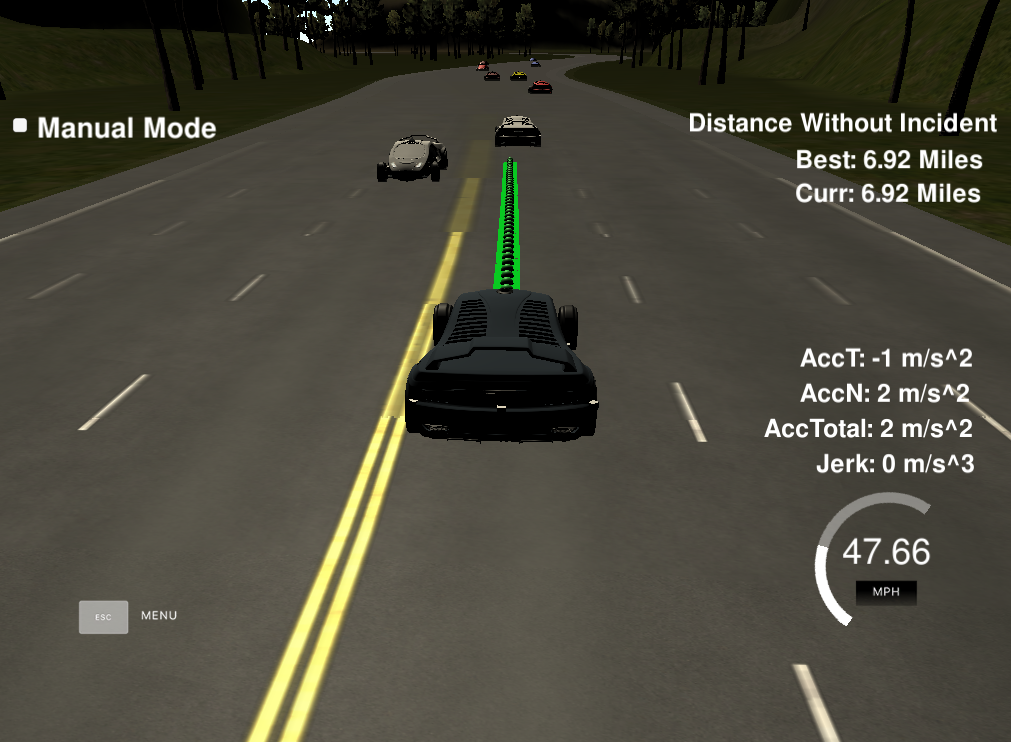 Manual Mode
Distance Without Incident
Best: 6.92 Miles
Curr: 6.92 Miles
AccT: -1 m/s^2
AccN: 2 m/s^2
AccTotal: 2 m/s^2
Jerk: 0 m/s^3
47.66
MPH
ESC MENU